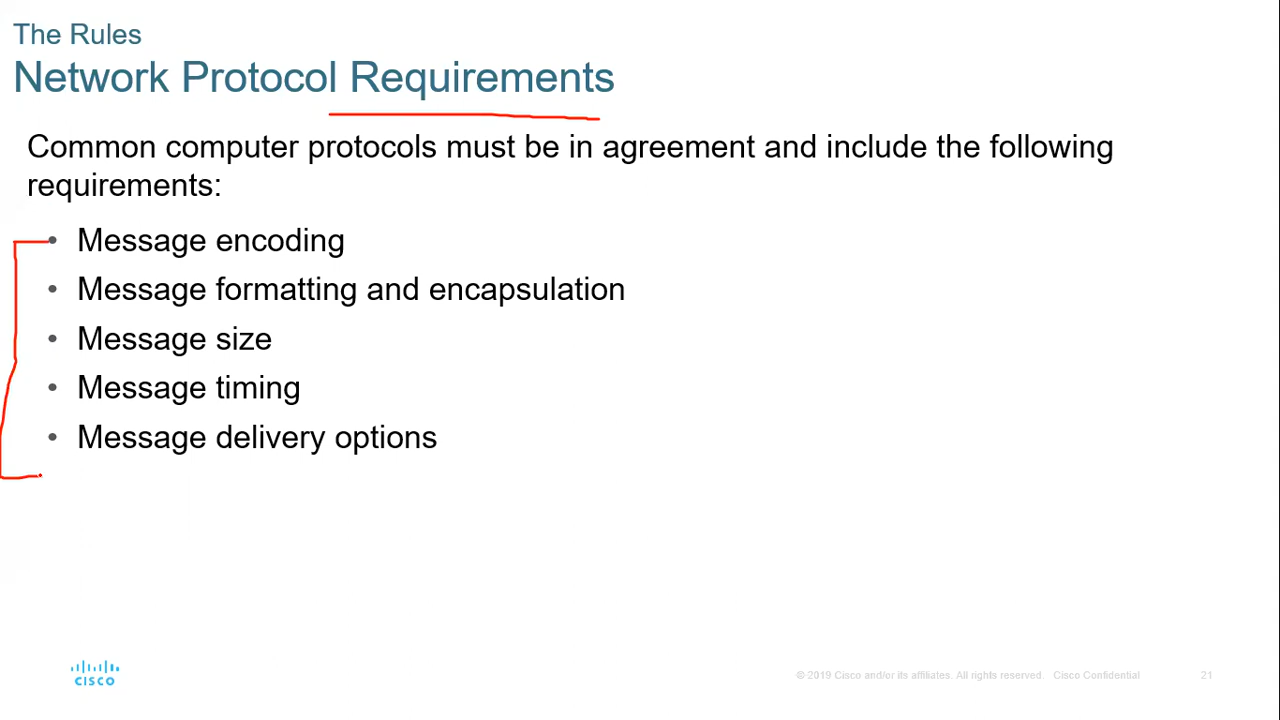 The Rules
Network Protocol Requirements
Common computer protocols must be in agreement and include the following
requirements:
• Message encoding
• Message formatting and encapsulation
• Message size
• Message timing
• Message delivery options
CISCO
© 2019 Cisco and/or its affiliates. All rights reserved. Cisco Confidential 21